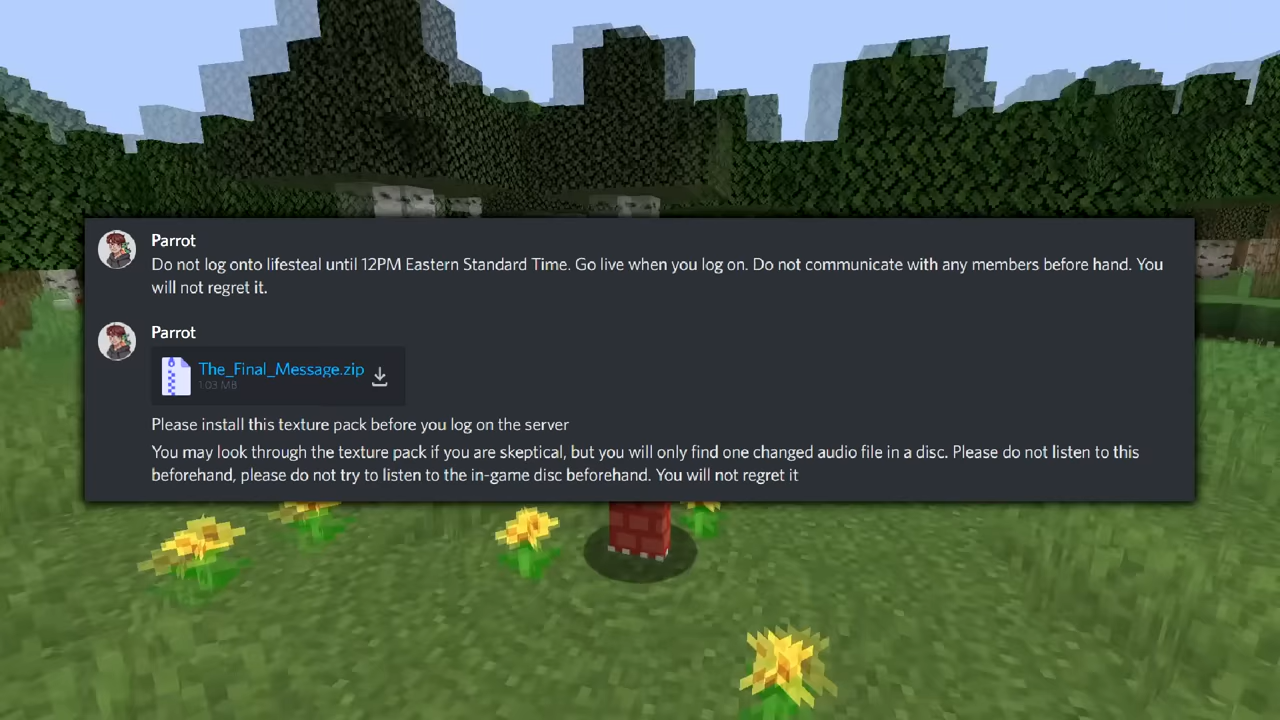 Parrot
Do not log onto lifesteal until 12PM Eastern Standard Time. Go live when you log on. Do not communicate with any members before hand. You
will not regret it.
Parrot
The_Final_Message.zip
1.03 MB
Please install this texture pack before you log on the server
You may look through the texture pack if you are skeptical, but you will only find one changed audio file in a disc. Please do not listen to this
beforehand, please do not try to listen to the in-game disc beforehand. You will not regret it